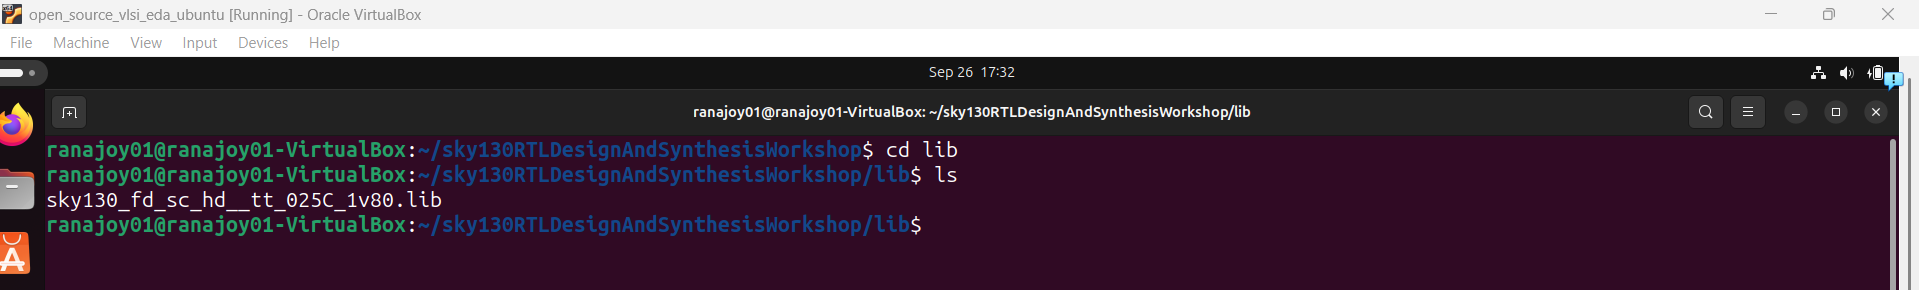 open_source_vlsi_eda_ubuntu [Running] - Oracle VirtualBox
File Machine View Input Devices Help
Sep 26 17:32
ranajoy01@ranajoy01-VirtualBox: ~/sky130RTLDesignAndSynthesisWorkshop/lib
ranajoy01@ranajoy01-VirtualBox:~/sky130RTLDesignAndSynthesisWorkshop$ cd lib
ranajoy01@ranajoy01-VirtualBox:~/sky130RTLDesignAndSynthesisWorkshop/lib$ ls
sky130_fd_sc_hd__tt_025C_1v80.lib
ranajoy01@ranajoy01-VirtualBox:~/sky130RTLDesignAndSynthesisWorkshop/lib$